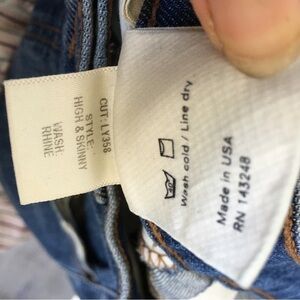 CUT: LY358
STYLE:
HIGH & SKINNY
WASH:
RHINE
Wash cold / Line dry
Made in USA
RN 143248